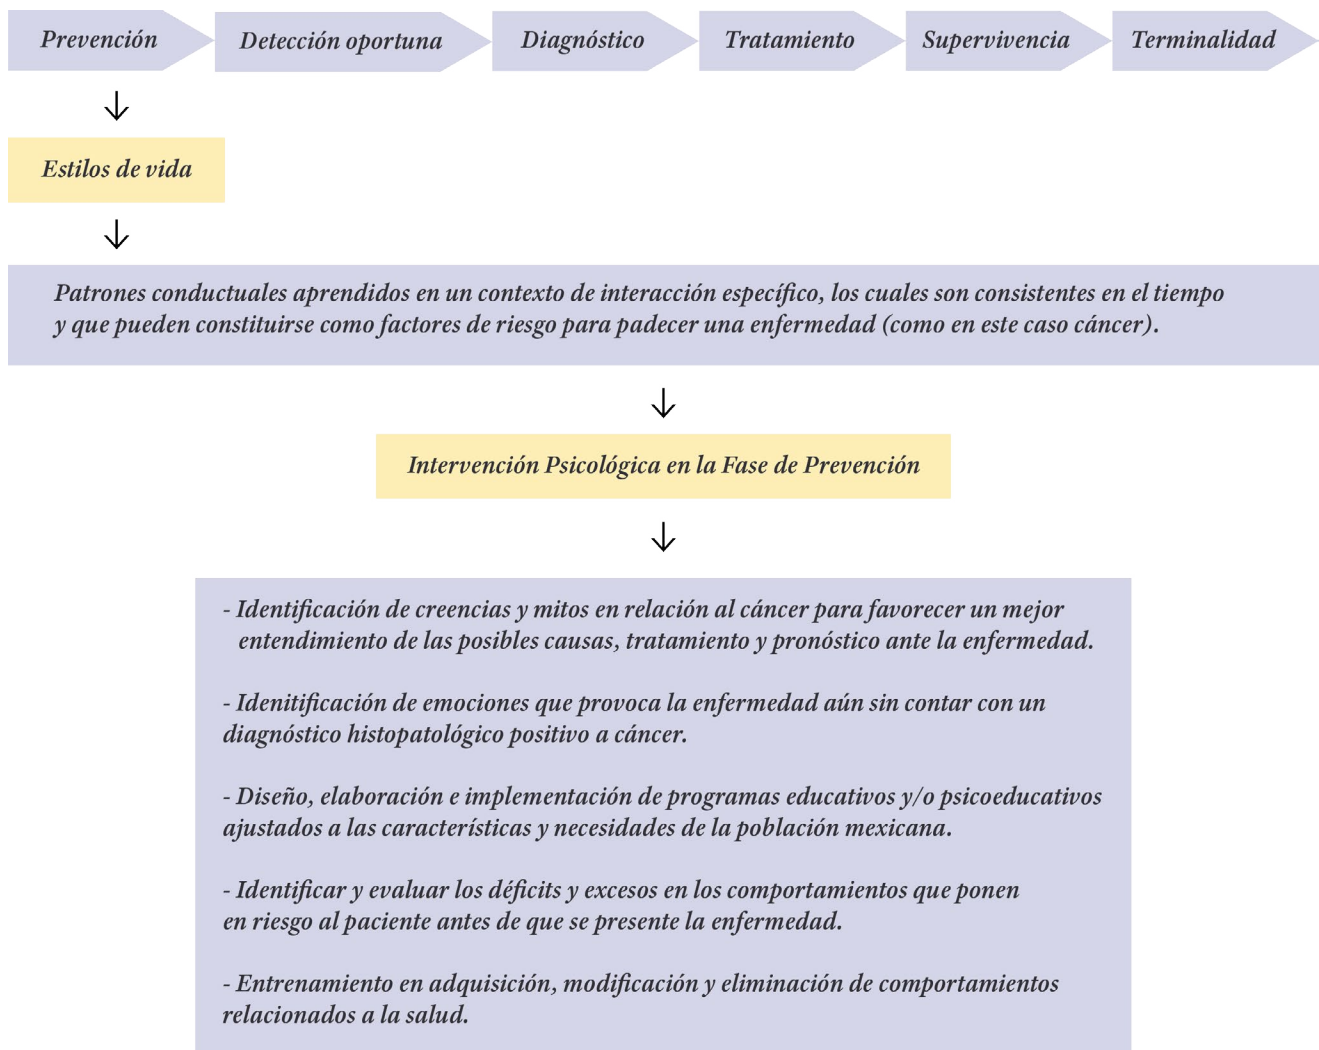 Prevención
Detección oportuna
Diagnóstico
Tratamiento
Supervivencia
Terminalidad
Estilos de vida
Patrones conductuales aprendidos en un contexto de interacción específico, los cuales son consistentes en el tiempo
y que pueden constituirse como factores de riesgo para padecer una enfermedad (como en este caso cáncer).
Intervención Psicológica en la Fase de Prevención
- Identificación de creencias y mitos en relación al cáncer para favorecer un mejor
entendimiento de las posibles causas, tratamiento y pronóstico ante la enfermedad.
- Idenitificación de emociones que provoca la enfermedad aún sin contar con un
diagnóstico histopatológico positivo a cáncer.
- Diseño, elaboración e implementación de programas educativos y/o psicoeducativos
ajustados a las características y necesidades de la población mexicana.
- Identificar y evaluar los déficits y excesos en los comportamientos que ponen
en riesgo al paciente antes de que se presente la enfermedad.
- Entrenamiento en adquisición, modificación y eliminación de comportamientos
relacionados a la salud.